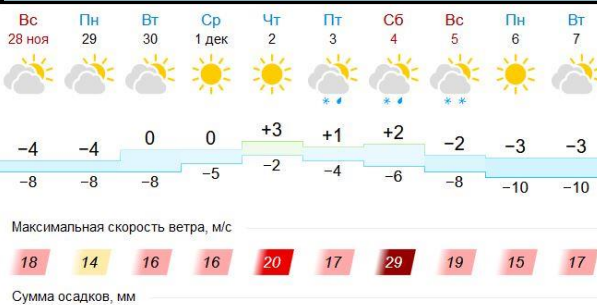 Вс Пн Вт Ср Чт Пт Сб Вс Пн Вт
28 ноя 29 30 1 дек 2 3 4 5 6 7
−4 −4 0 0 +3 +1 +2 −2 −3 −3
−8 −8 −8 −5 −2 −4 −6 −8 −10 −10
Максимальная скорость ветра, м/с
18 14 16 16 20 17 29 19 15 17
Сумма осадков, мм